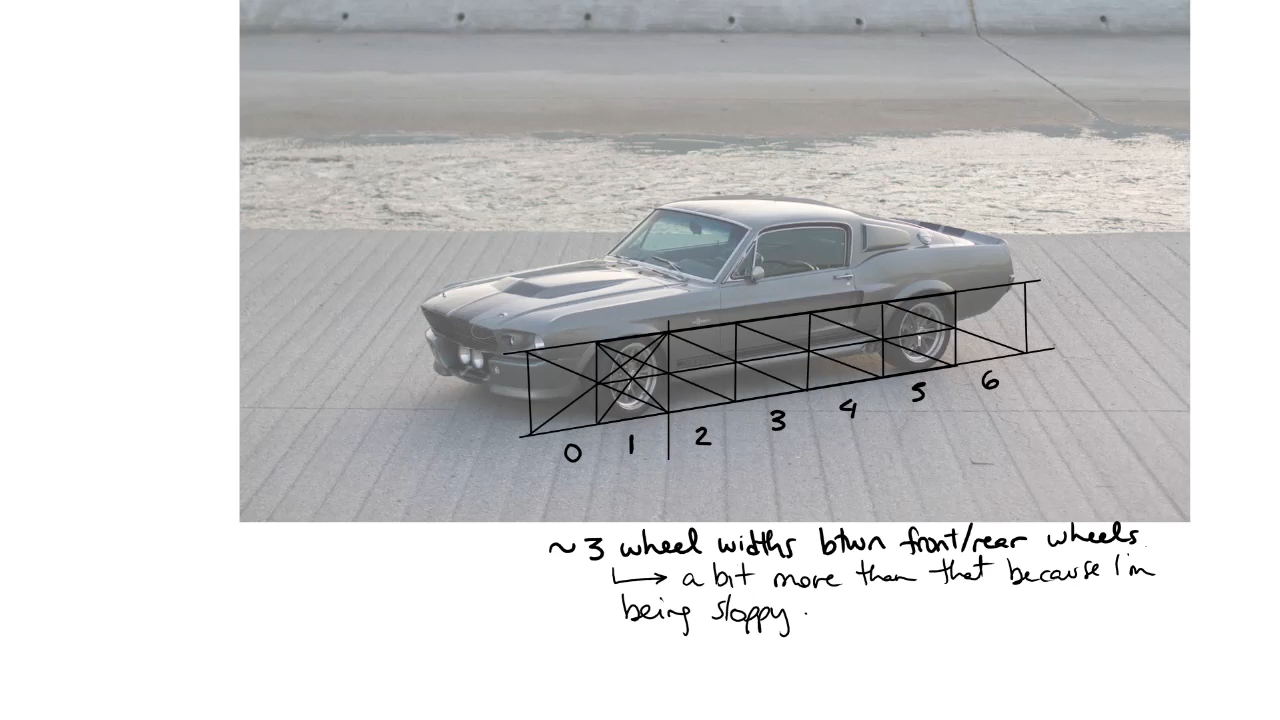 0 1 2 3 4 5 6
~ 3 wheel widths btwn front/rear wheels.
↳ a bit more than that because I'm
being sloppy.